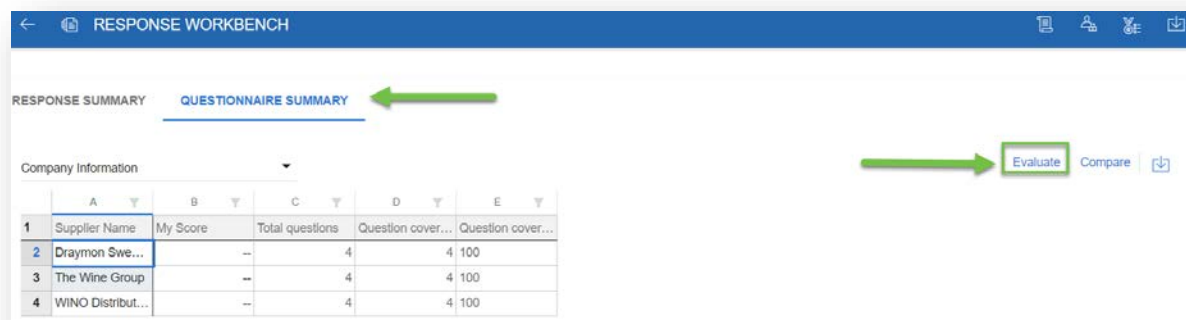 RESPONSE WORKBENCH
RESPONSE SUMMARY QUESTIONNAIRE SUMMARY
Company Information Evaluate Compare
A B C D E
1 Supplier Name My Score Total questions Question cover... Question cover...
2 Draymon Swe... -- 4 4 100
3 The Wine Group -- 4 4 100
4 WINO Distribut... -- 4 4 100